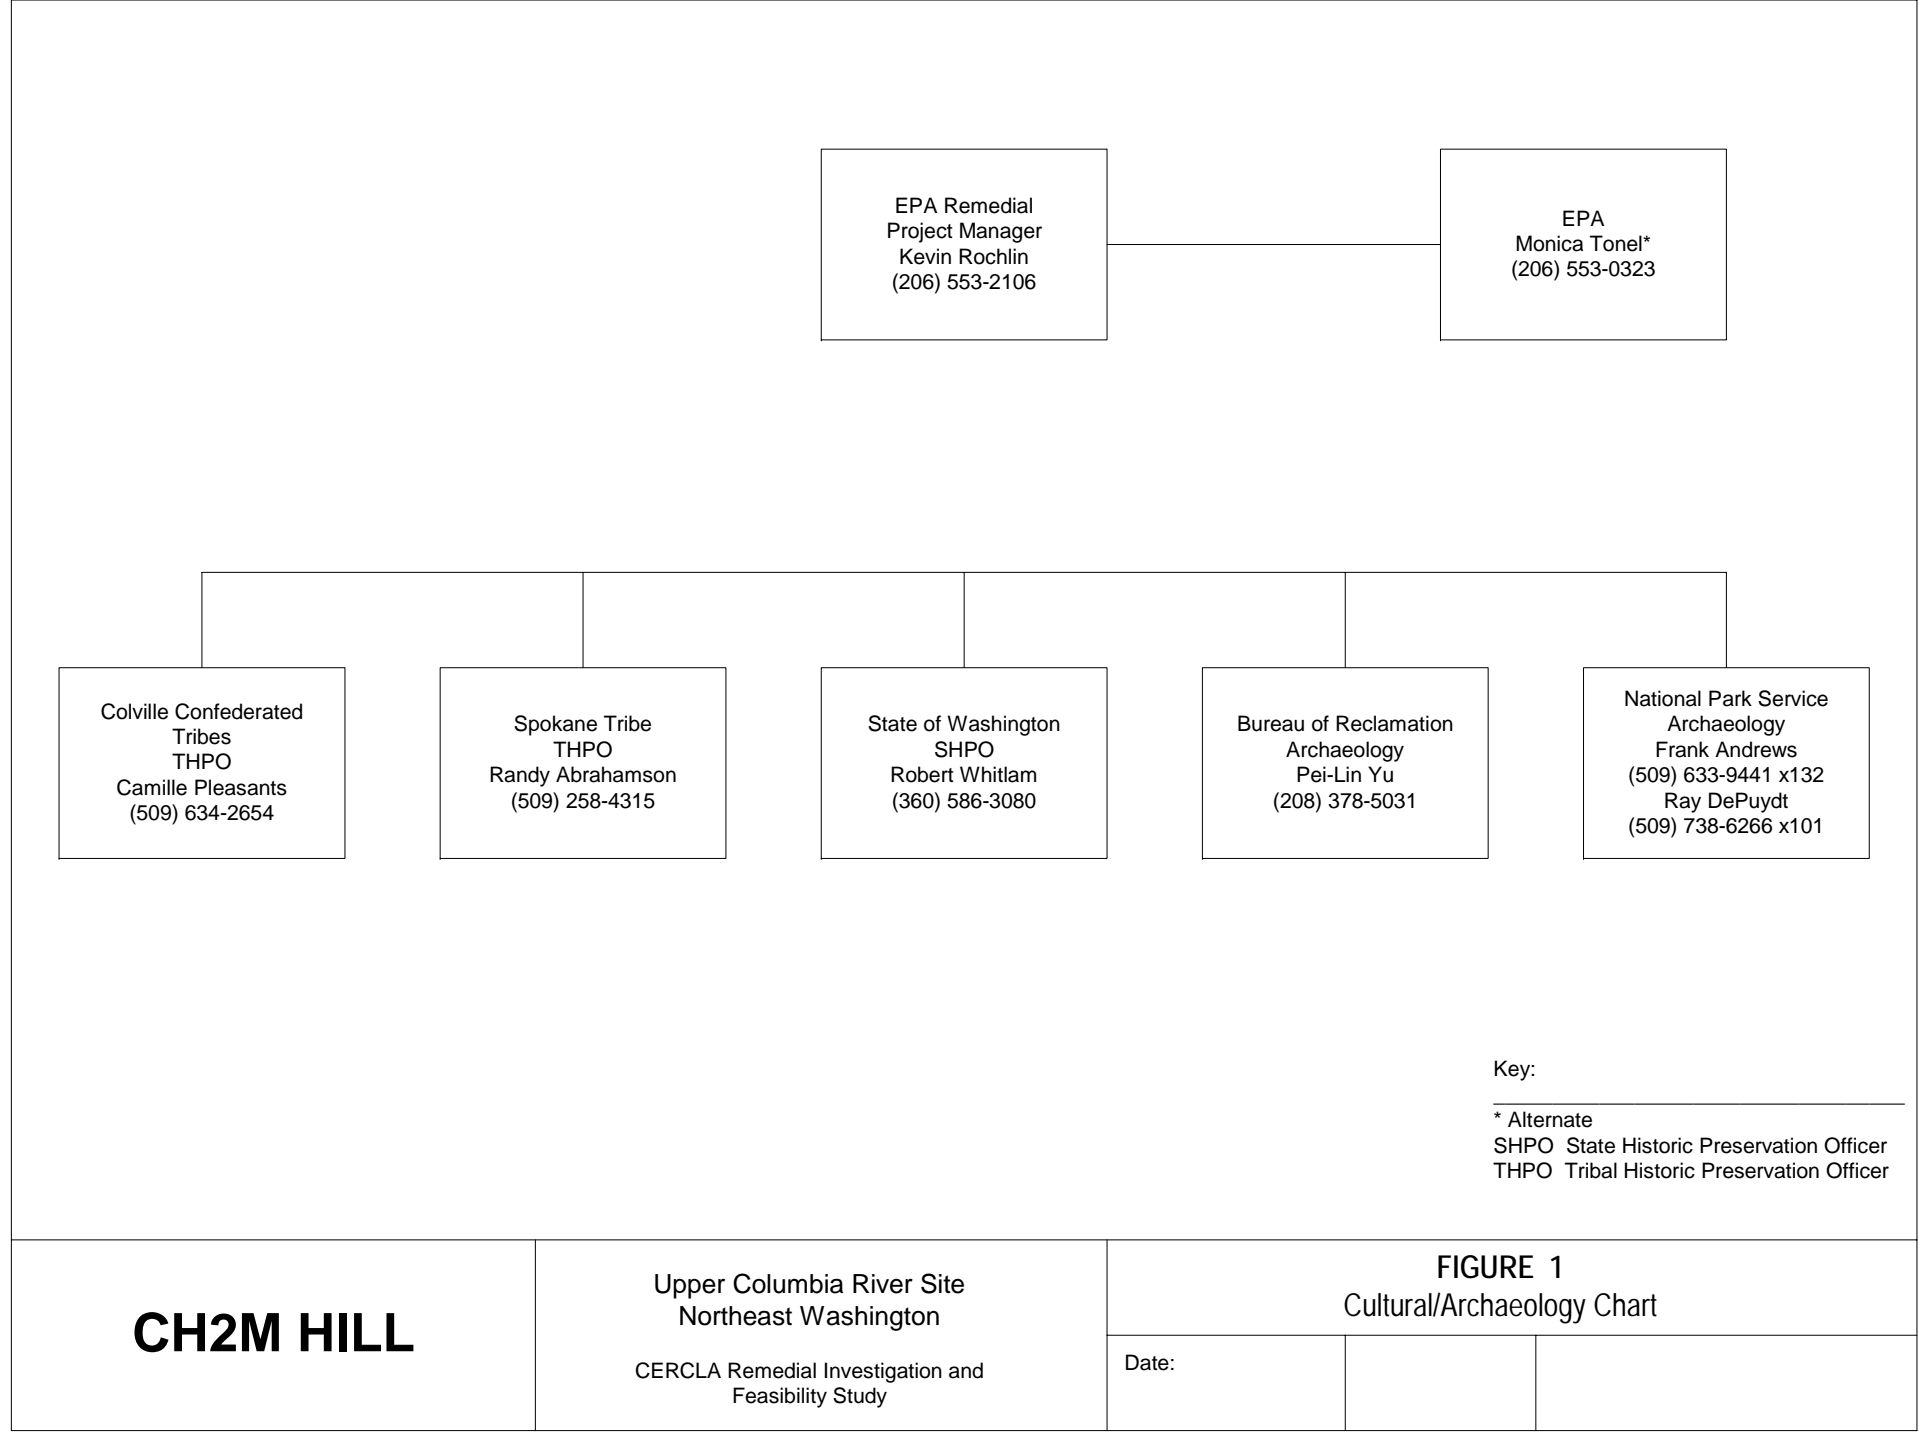 EPA Remedial
Project Manager
Kevin Rochlin
(206) 553-2106
EPA
Monica Tonel*
(206) 553-0323
Colville Confederated
Tribes
THPO
Camille Pleasants
(509) 634-2654
Spokane Tribe
THPO
Randy Abrahamson
(509) 258-4315
State of Washington
SHPO
Robert Whitlam
(360) 586-3080
Bureau of Reclamation
Archaeology
Pei-Lin Yu
(208) 378-5031
National Park Service
Archaeology
Frank Andrews
(509) 633-9441 x132
Ray DePuydt
(509) 738-6266 x101
Key:
* Alternate
SHPO State Historic Preservation Officer
THPO Tribal Historic Preservation Officer
CH2M HILL
Upper Columbia River Site
Northeast Washington
CERCLA Remedial Investigation and
Feasibility Study
FIGURE 1
Cultural/Archaeology Chart
Date: